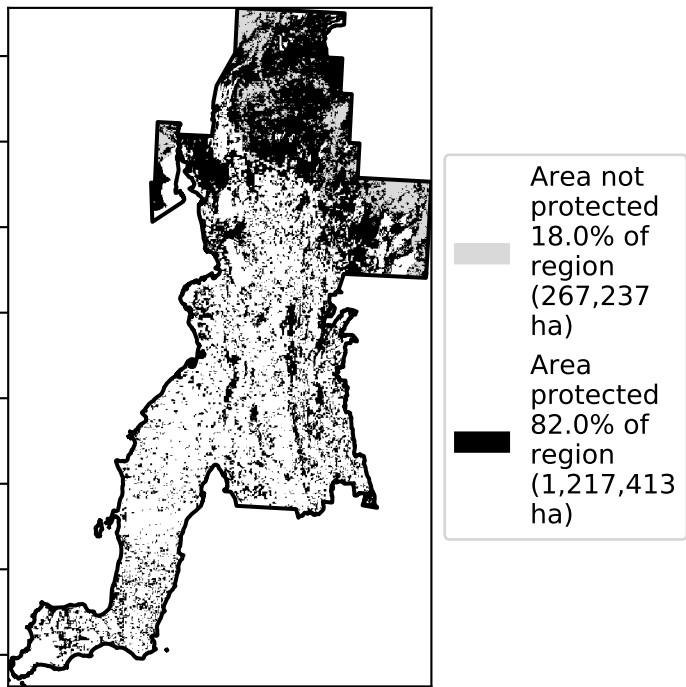 Area not
protected
18.0% of
region
(267,237
ha)
Area
protected
82.0% of
region
(1,217,413
ha)